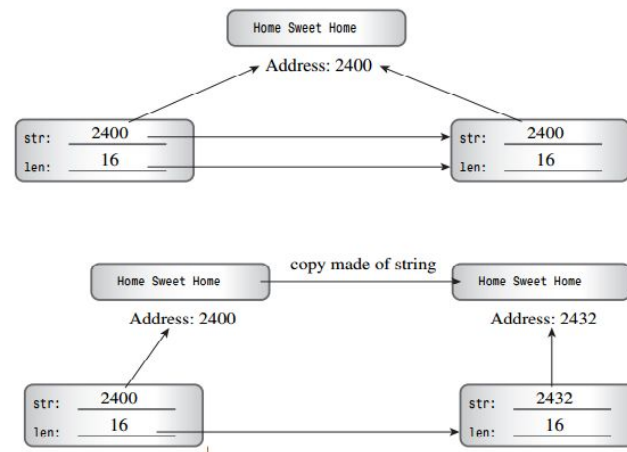 Home Sweet Home
Address: 2400
str: 2400
len: 16
str: 2400
len: 16
copy made of string
Home Sweet Home
Home Sweet Home
Address: 2400
Address: 2432
str: 2400
len: 16
str: 2432
len: 16